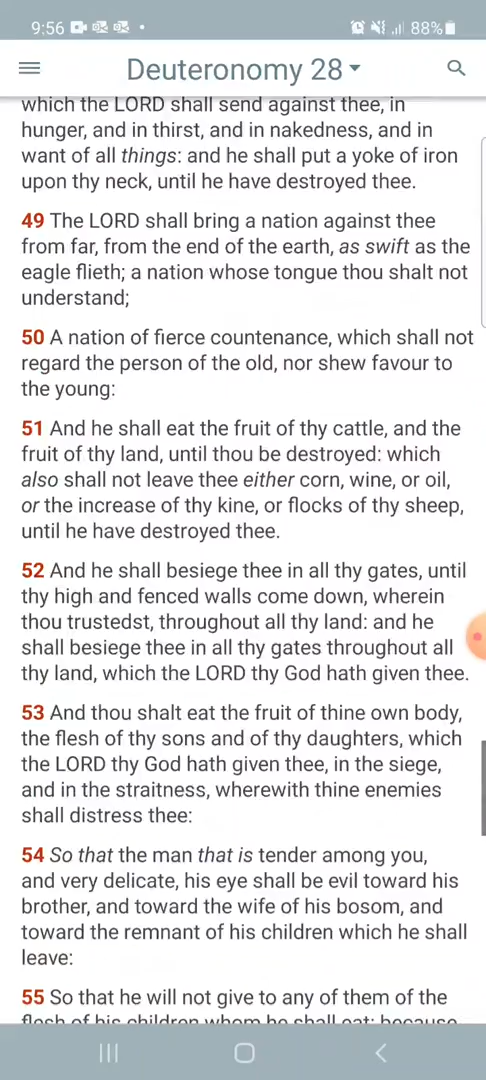 9:56 88%
Deuteronomy 28
which the LORD shall send against thee, in
hunger, and in thirst, and in nakedness, and in
want of all things: and he shall put a yoke of iron
upon thy neck, until he have destroyed thee.
49 The LORD shall bring a nation against thee
from far, from the end of the earth, as swift as the
eagle flieth; a nation whose tongue thou shalt not
understand;
50 A nation of fierce countenance, which shall not
regard the person of the old, nor shew favour to
the young:
51 And he shall eat the fruit of thy cattle, and the
fruit of thy land, until thou be destroyed: which
also shall not leave thee either corn, wine, or oil,
or the increase of thy kine, or flocks of thy sheep,
until he have destroyed thee.
52 And he shall besiege thee in all thy gates, until
thy high and fenced walls come down, wherein
thou trustedst, throughout all thy land: and he
shall besiege thee in all thy gates throughout all
thy land, which the LORD thy God hath given thee.
53 And thou shalt eat the fruit of thine own body,
the flesh of thy sons and of thy daughters, which
the LORD thy God hath given thee, in the siege,
and in the straitness, wherewith thine enemies
shall distress thee:
54 So that the man that is tender among you,
and very delicate, his eye shall be evil toward his
brother, and toward the wife of his bosom, and
toward the remnant of his children which he shall
leave:
55 So that he will not give to any of them of the
flesh of his children whom he shall eat: because